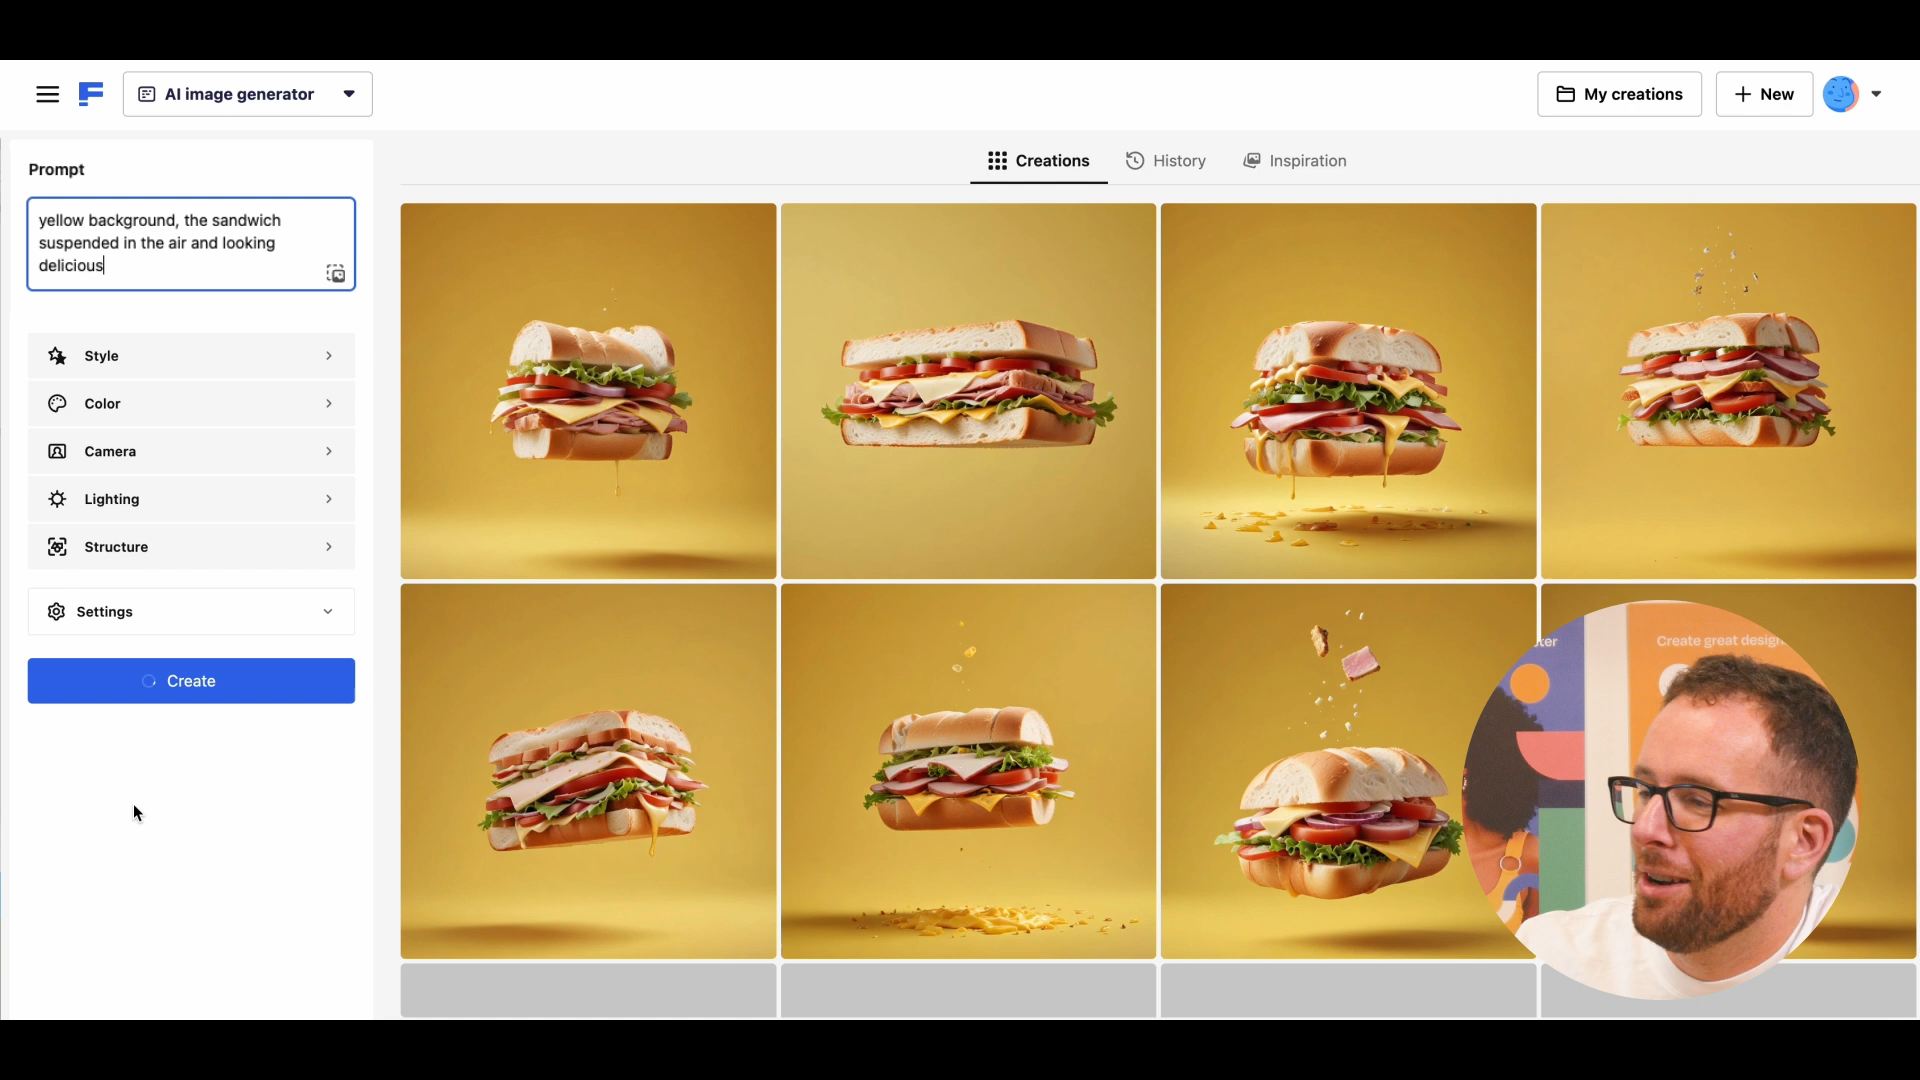 AI image generator
My creations
New
Creations
History
Inspiration
Prompt
yellow background, the sandwich
suspended in the air and looking
delicious
Style
Color
Camera
Lighting
Structure
Settings
Create
Create great design